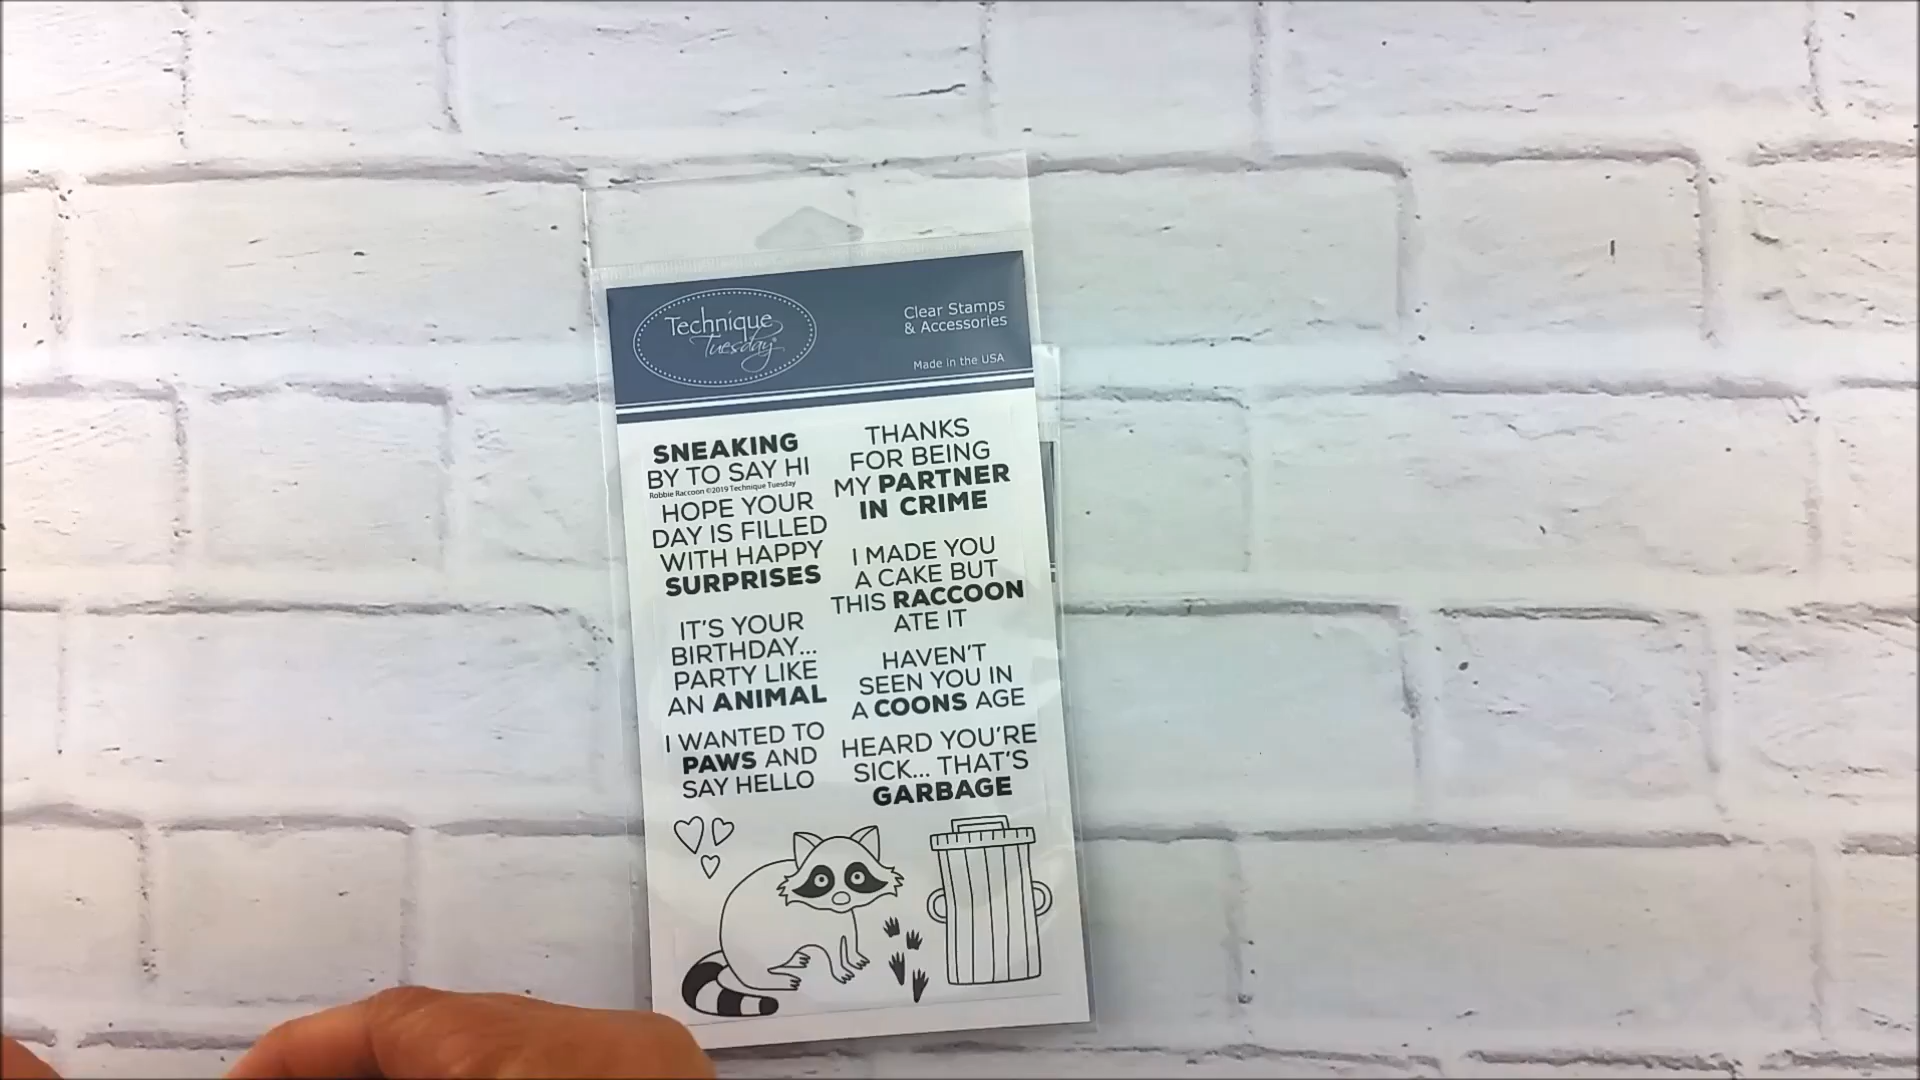 Technique
Tuesday
Clear Stamps
& Accessories
Made in the USA
SNEAKING
BY TO SAY HI
Robbie Raccoon ©2019 Technique Tuesday
HOPE YOUR
DAY IS FILLED
WITH HAPPY
SURPRISES
IT'S YOUR
BIRTHDAY...
PARTY LIKE
AN ANIMAL
I WANTED TO
PAWS AND
SAY HELLO
THANKS
FOR BEING
MY PARTNER
IN CRIME
I MADE YOU
A CAKE BUT
THIS RACCOON
ATE IT
HAVEN'T
SEEN YOU IN
A COONS AGE
HEARD YOU'RE
SICK... THAT'S
GARBAGE